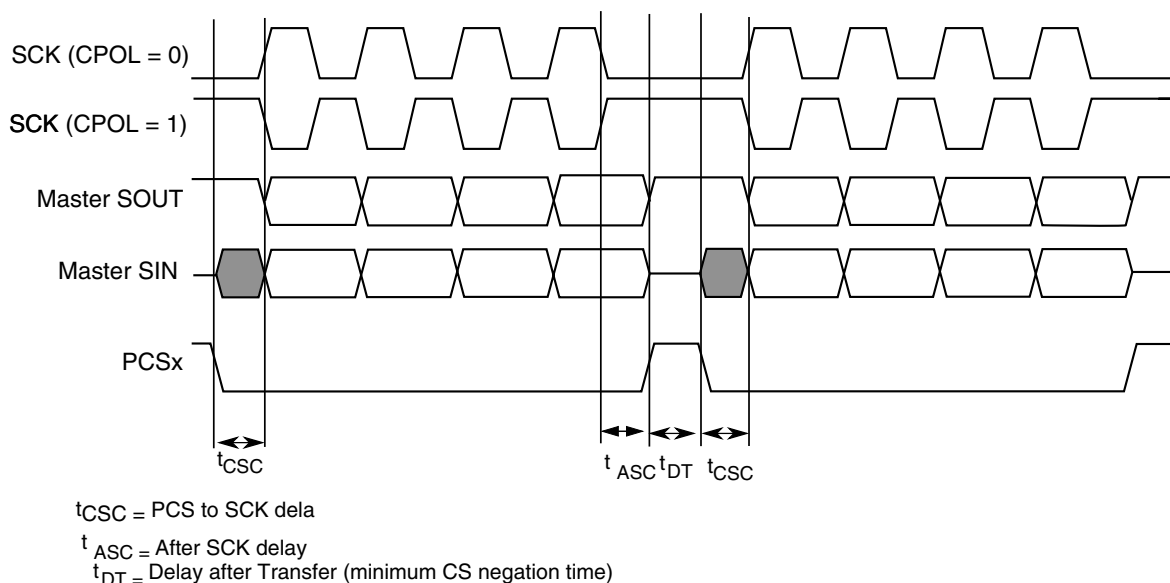 SCK (CPOL = 0)
SCK (CPOL = 1)
Master SOUT
Master SIN
PCSx
tCSC
t ASC
tDT
tCSC
tCSC = PCS to SCK dela
t ASC = After SCK delay
tDT = Delay after Transfer (minimum CS negation time)